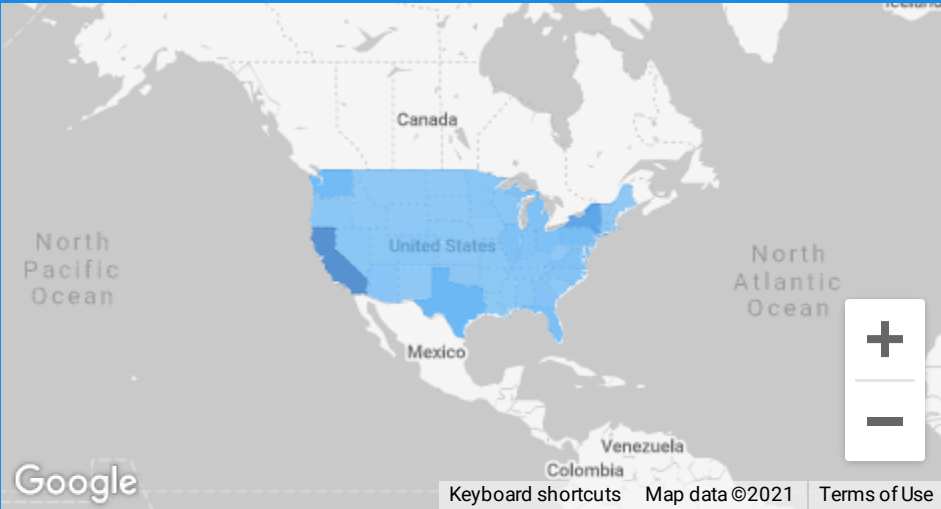 Iceland
Canada
North
Pacific
Ocean
United States
North
Atlantic
Ocean
Mexico
Venezuela
Colombia
Google
Keyboard shortcuts
Map data ©2021
Terms of Use